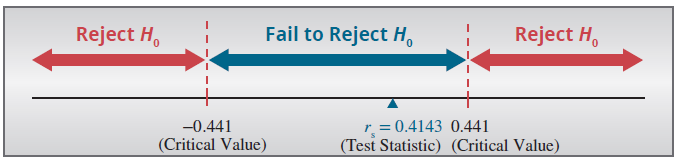 Reject H₀ Fail to Reject H₀ Reject H₀
−0.441 rₛ = 0.4143 0.441
(Critical Value) (Test Statistic) (Critical Value)